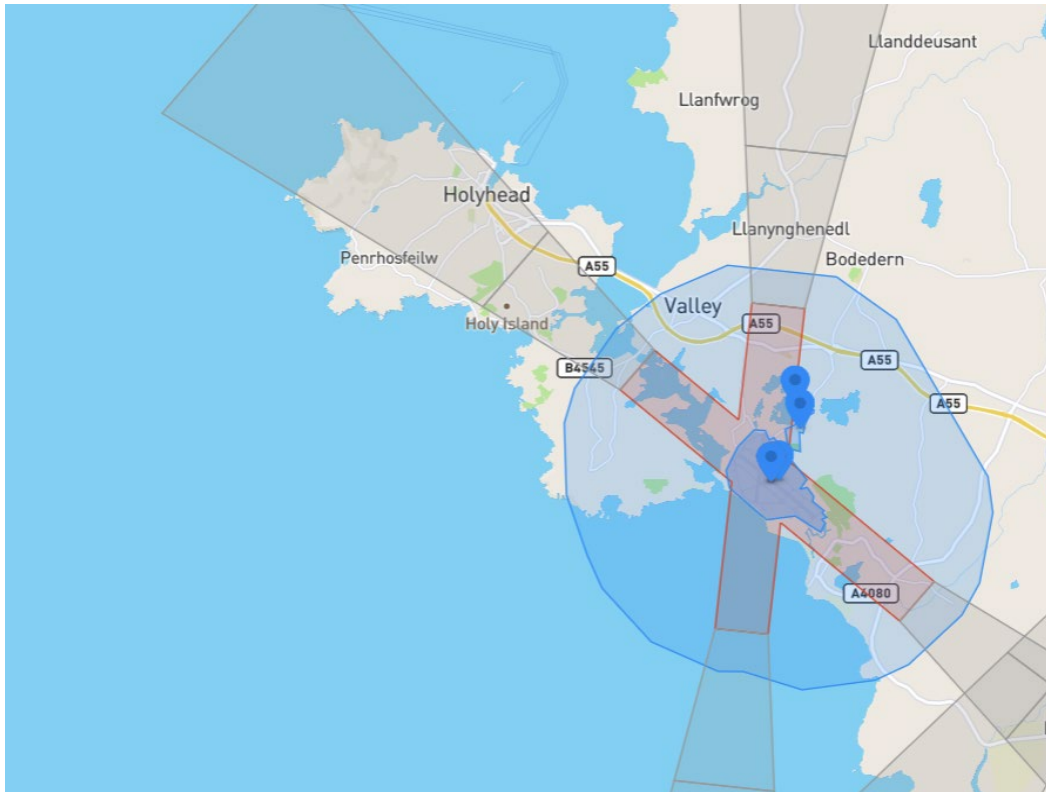 Llanddeusant
Llanfwrog
Holyhead
Llanynghenedl
Penrhosfeilw
A55
Bodedern
Valley
Holy Island
A55
B4545
A55
A55
A4080